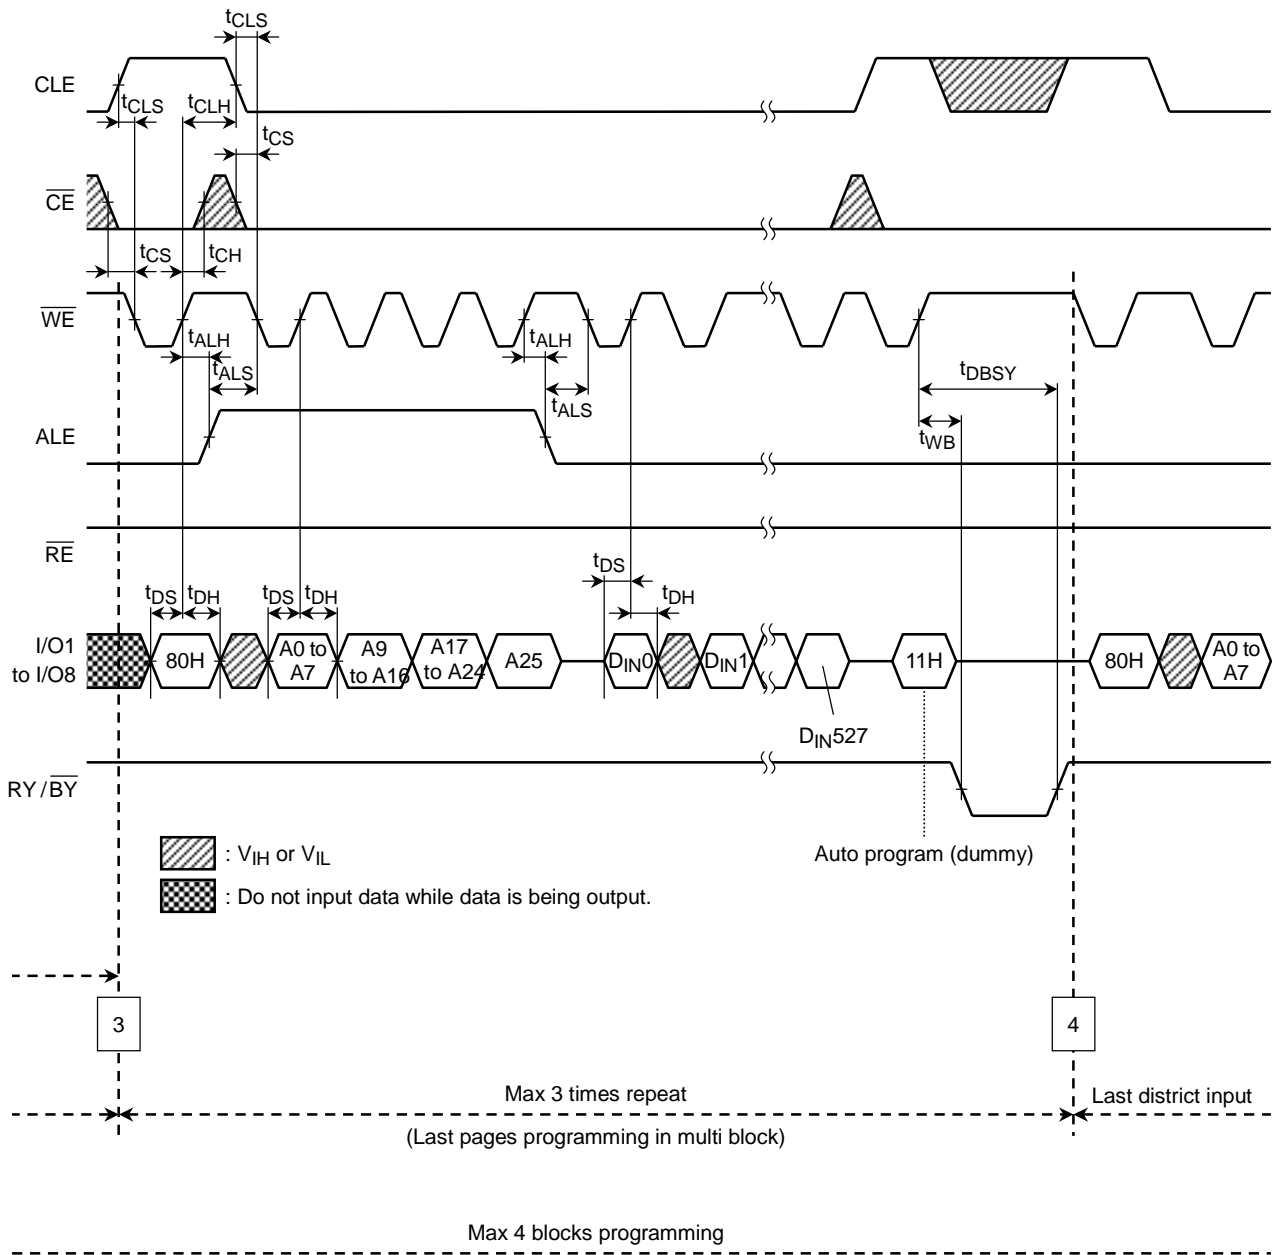 tCLS
CLE
tCLS
tCLH
tCS
CE
tCS
tCH
WE
tALH
tALH
tALS
tALS
tDBSY
tWB
ALE
RE
tDS
tDH
tDS
tDH
tDS
tDH
I/O1
to I/O8
80H
A0 to
A7
A9
to A16
A17
to A24
A25
DIN0
DIN1
DIN527
11H
80H
A0 to
A7
RY/BY
: VIH or VIL
Auto program (dummy)
: Do not input data while data is being output.
3
4
Max 3 times repeat
Last district input
(Last pages programming in multi block)
Max 4 blocks programming